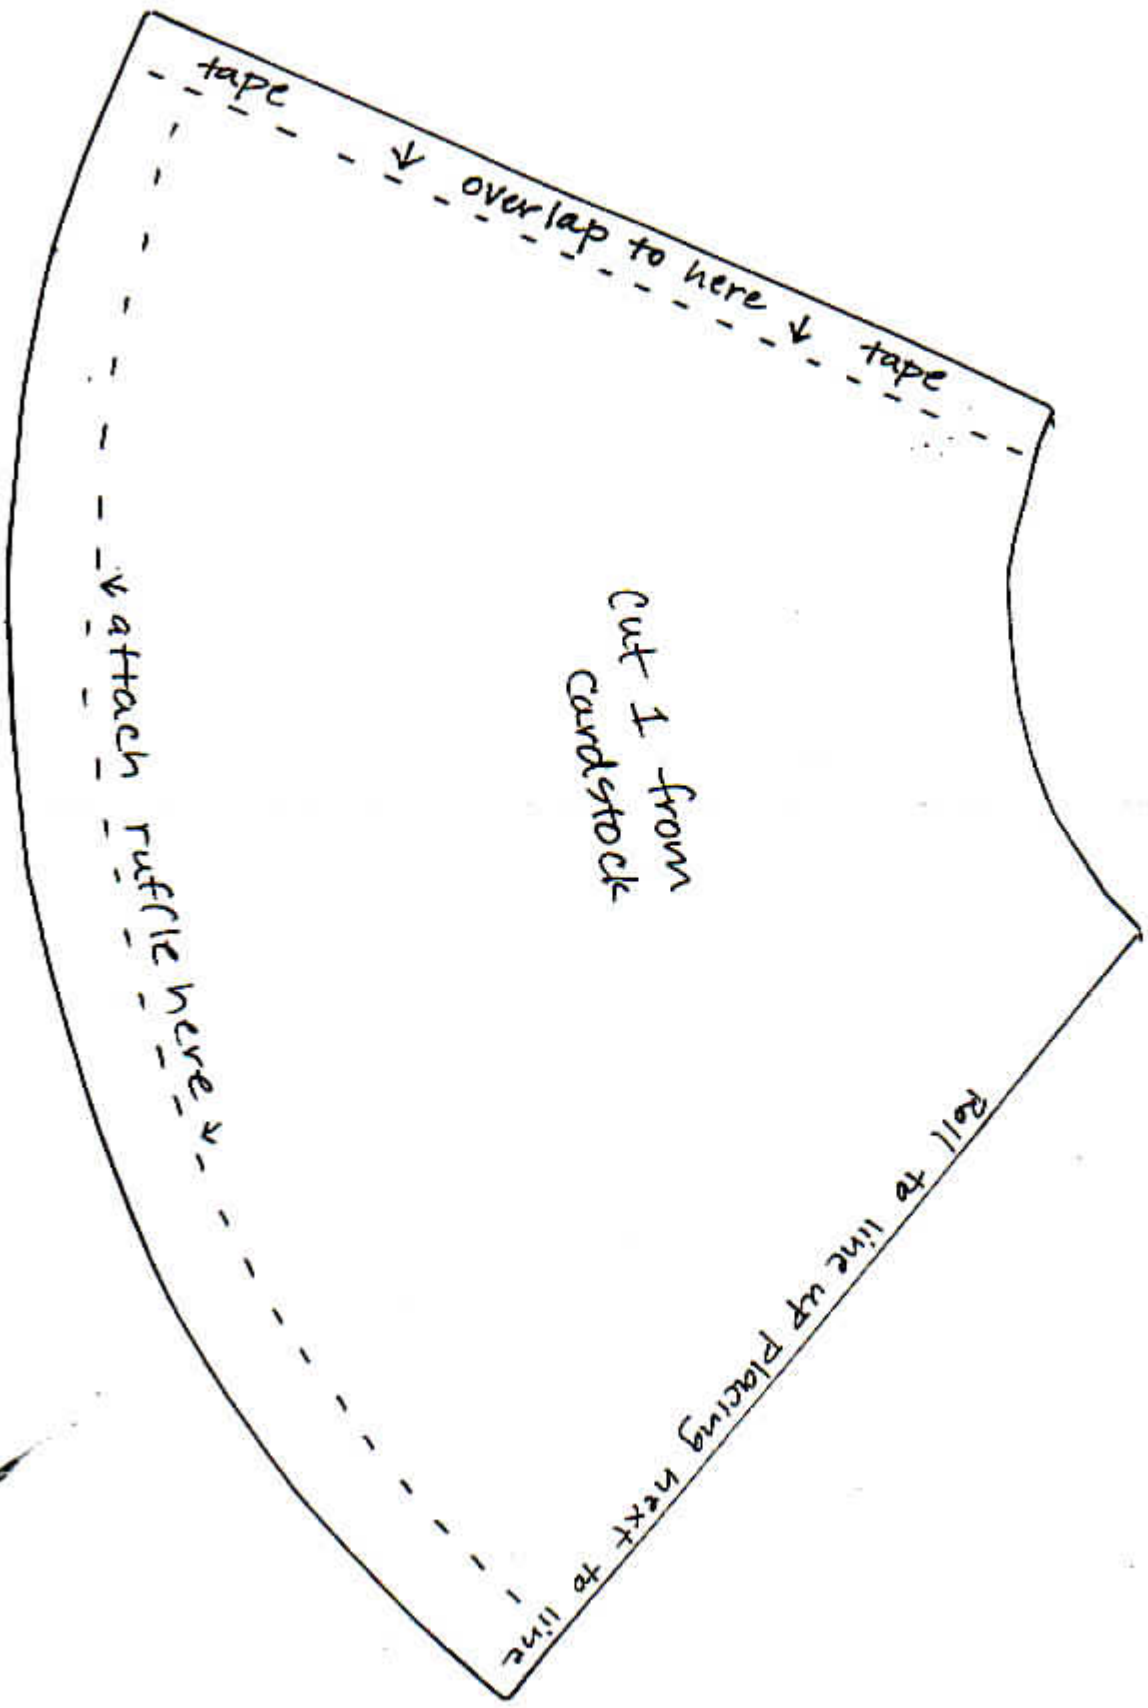 tape ↓ overlap to here ↓ tape
Cut 1 from
Cardstock
↓ attach ruffle here ↓
Roll to line up placing next to line